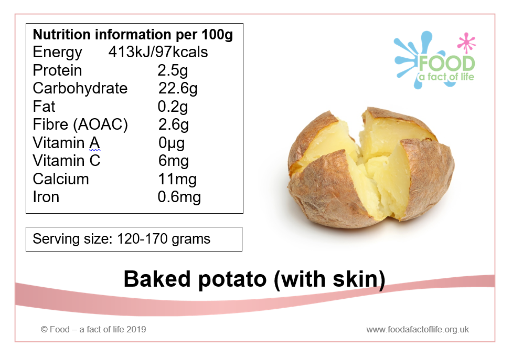 Nutrition information per 100g
Energy 413kJ/97kcals
Protein 2.5g
Carbohydrate 22.6g
Fat 0.2g
Fibre (AOAC) 2.6g
Vitamin A 0µg
Vitamin C 6mg
Calcium 11mg
Iron 0.6mg
FOOD
a fact of life
Serving size: 120-170 grams
Baked potato (with skin)
© Food a fact of life 2019
www.foodafactoflife.org.uk